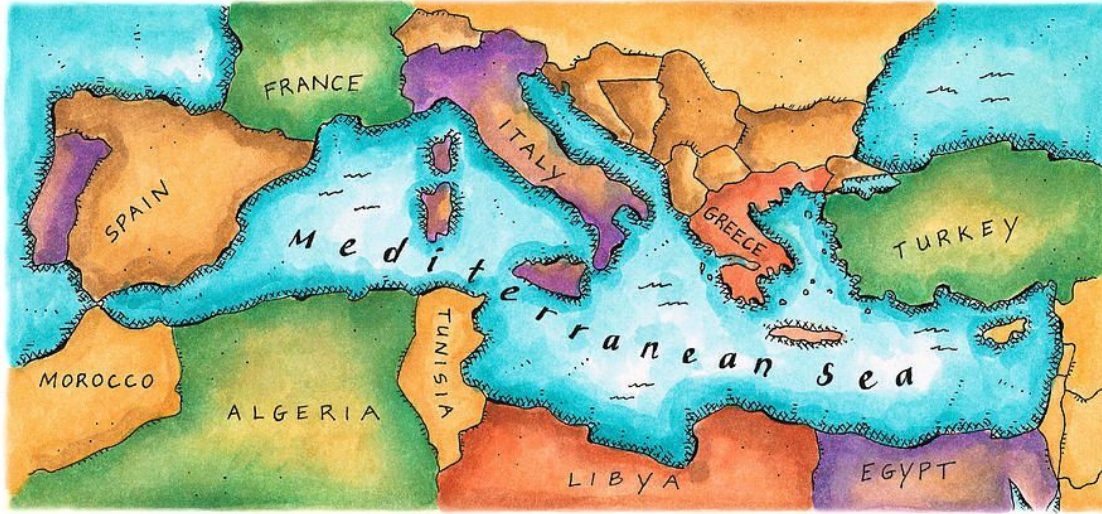 FRANCE
ITALY
SPAIN
GREECE
TURKEY
Mediterranean Sea
TUNISIA
MOROCCO
ALGERIA
LIBYA
EGYPT